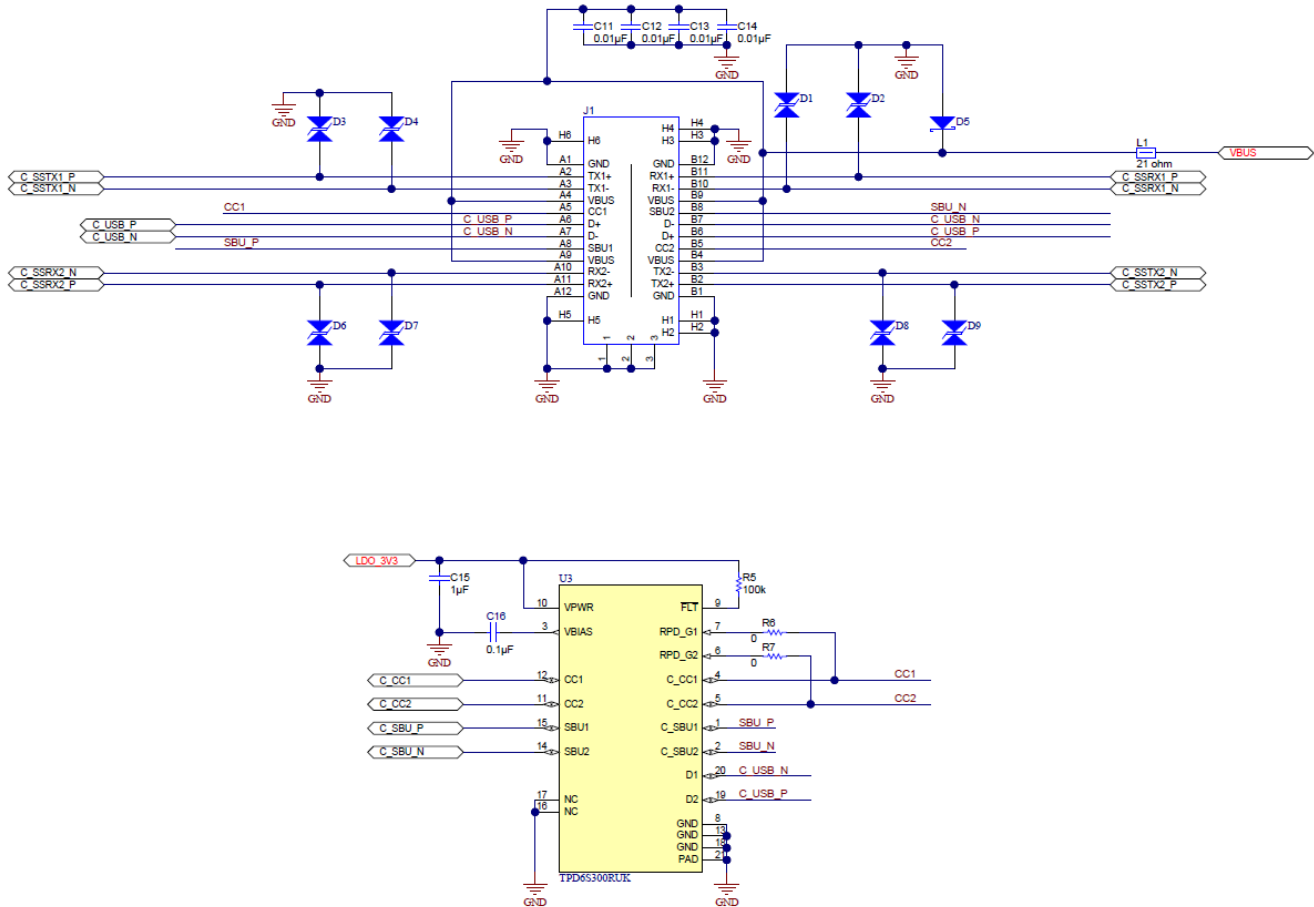 C11 C12 C13 C14
0.01µF 0.01µF 0.01µF 0.01µF
GND
GND
D1 D2 D5
GND
D3 D4
J1
GND
GND
L1
21 ohm
VBUS
H6 H6 H4 H4
H3 H3
A1 GND GND B12
C_SSTX1_P A2 TX1+ RX1+ B11 C_SSRX1_P
C_SSTX1_N A3 TX1- RX1- B10 C_SSRX1_N
A4 VBUS VBUS B9
CC1 A5 CC1 SBU2 B8 SBU_N
C_USB_P C_USB_P A6 D+ D- B7 C_USB_N
C_USB_N C_USB_N A7 D- D+ B6 C_USB_P
SBU_P A8 SBU1 CC2 B5 CC2
A9 VBUS VBUS B4
C_SSRX2_N A10 RX2- TX2- B3 C_SSTX2_N
C_SSRX2_P A11 RX2+ TX2+ B2 C_SSTX2_P
A12 GND GND B1
H5 H5 H1 H1
H2 H2
1 2 3
1 2 3
D6 D7 D8 D9
GND GND GND GND
LDO_3V3
C15
1µF
U3
R5
100k
10 VPWR FLT 9
C16
0.1µF
3 VBIAS RPD_G1 7 R6
0
GND
RPD_G2 6 R7
0
C_CC1 12 CC1 C_CC1 4 CC1
C_CC2 11 CC2 C_CC2 5 CC2
C_SBU_P 15 SBU1 C_SBU1 1 SBU_P
C_SBU_N 14 SBU2 C_SBU2 2 SBU_N
D1 20 C_USB_N
17 NC D2 19 C_USB_P
16 NC
GND 8
GND 13
GND 18
PAD 21
TPD6S300RUK
GND GND